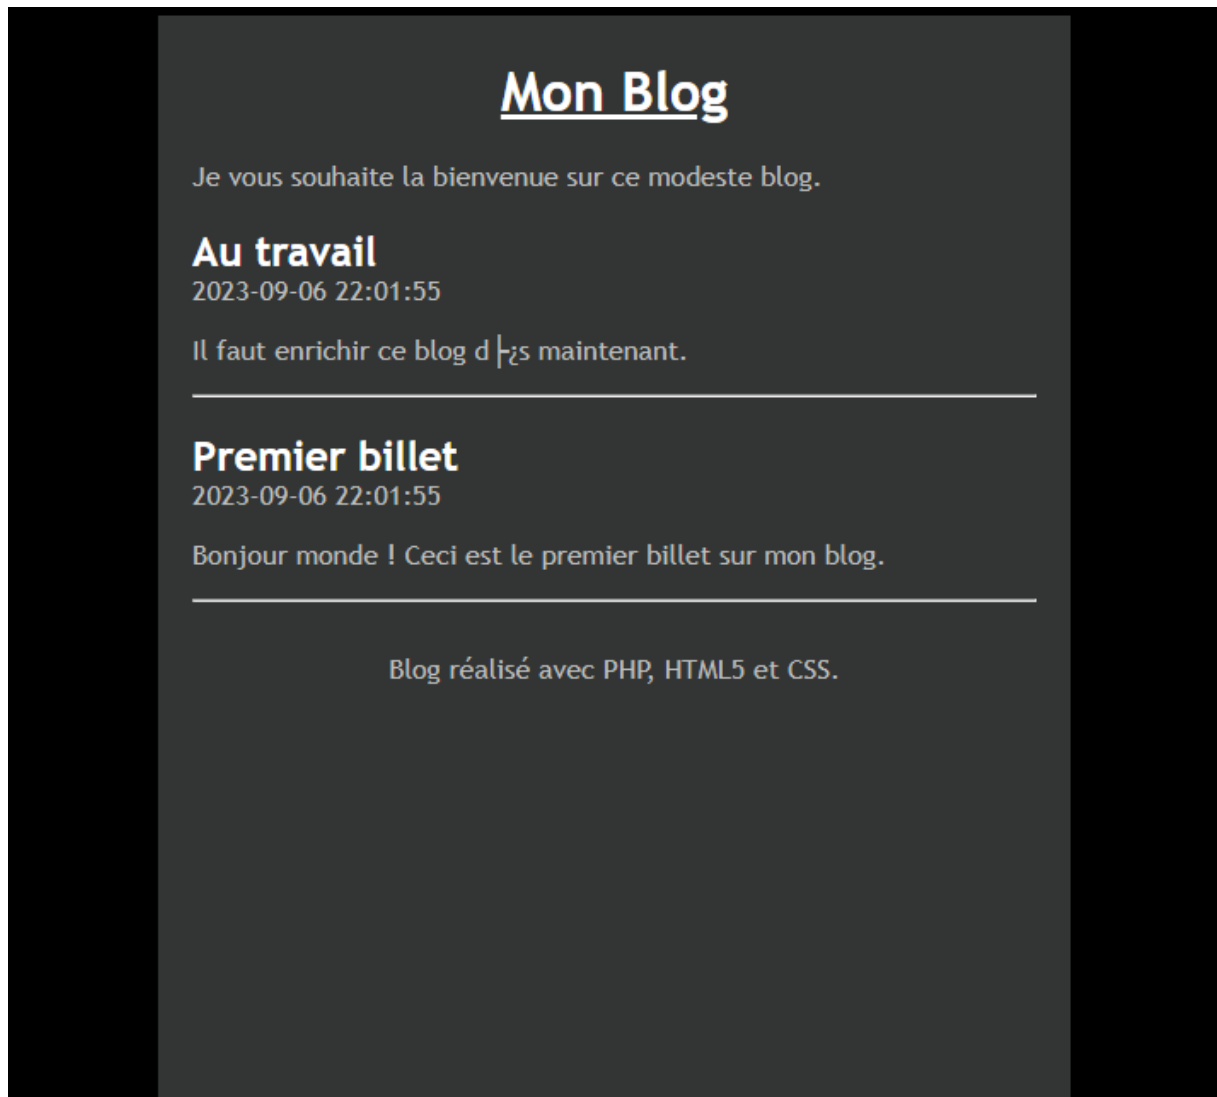 Mon Blog
Je vous souhaite la bienvenue sur ce modeste blog.
Au travail
2023-09-06 22:01:55
Il faut enrichir ce blog d├¿s maintenant.
Premier billet
2023-09-06 22:01:55
Bonjour monde ! Ceci est le premier billet sur mon blog.
Blog réalisé avec PHP, HTML5 et CSS.